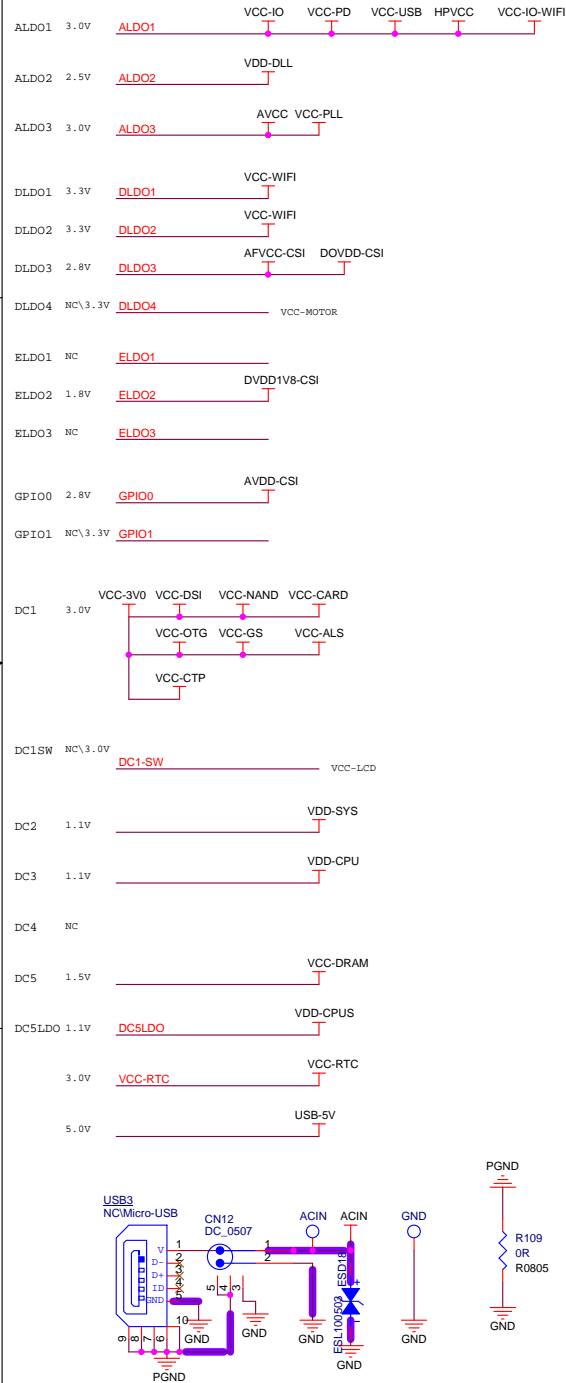 VCC-IO VCC-PD VCC-USB HPVCC VCC-IO-WIFI
ALDO1 3.0V ALDO1
VDD-DLL
ALDO2 2.5V ALDO2
AVCC VCC-PLL
ALDO3 3.0V ALDO3
VCC-WIFI
DLDO1 3.3V DLDO1
VCC-WIFI
DLDO2 3.3V DLDO2
AFVCC-CSI DOVDD-CSI
DLDO3 2.8V DLDO3
DLDO4 NC\3.3V DLDO4 VCC-MOTOR
ELDO1 NC ELDO1
DVDD1V8-CSI
ELDO2 1.8V ELDO2
ELDO3 NC ELDO3
AVDD-CSI
GPIO0 2.8V GPIO0
GPIO1 NC\3.3V GPIO1
VCC-3V0 VCC-DSI VCC-NAND VCC-CARD
DC1 3.0V
VCC-OTG VCC-GS VCC-ALS
VCC-CTP
DC1SW NC\3.0V
DC1-SW VCC-LCD
VDD-SYS
DC2 1.1V
VDD-CPU
DC3 1.1V
DC4 NC
VCC-DRAM
DC5 1.5V
VDD-CPUS
DC5LDO 1.1V DC5LDO
VCC-RTC
3.0V VCC-RTC
USB-5V
5.0V
PGND
USB3
NC\Micro-USB
CN12
DC_0507
ACIN ACIN GND
R109
0R
R0805
V 1 1
D- 2 2
D+ 3
ID 4
GND 5
5 4 3
ESD18
ESL100503
10
9 8 7 6
GND GND GND GND GND GND
PGND